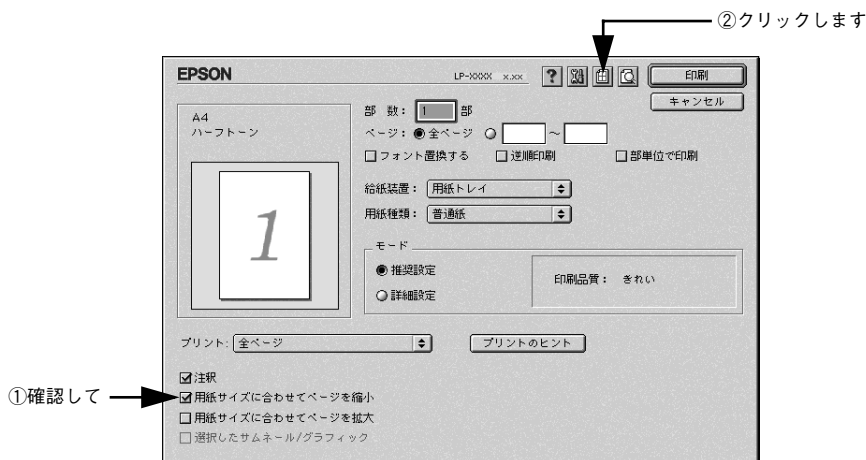 ②クリックします
EPSON LP-XXXX x.xx ? 印刷
キャンセル
A4
ハーフトーン
部 数： 1 部
ページ： 全ページ ～
フォント置換する 逆順印刷 部単位で印刷
給紙装置： 用紙トレイ
用紙種類： 普通紙
1
モード
推奨設定
詳細設定
印刷品質： きれい
プリント: 全ページ プリントのヒント
注釈
①確認して 用紙サイズに合わせてページを縮小
用紙サイズに合わせてページを拡大
選択したサムネール/グラフィック